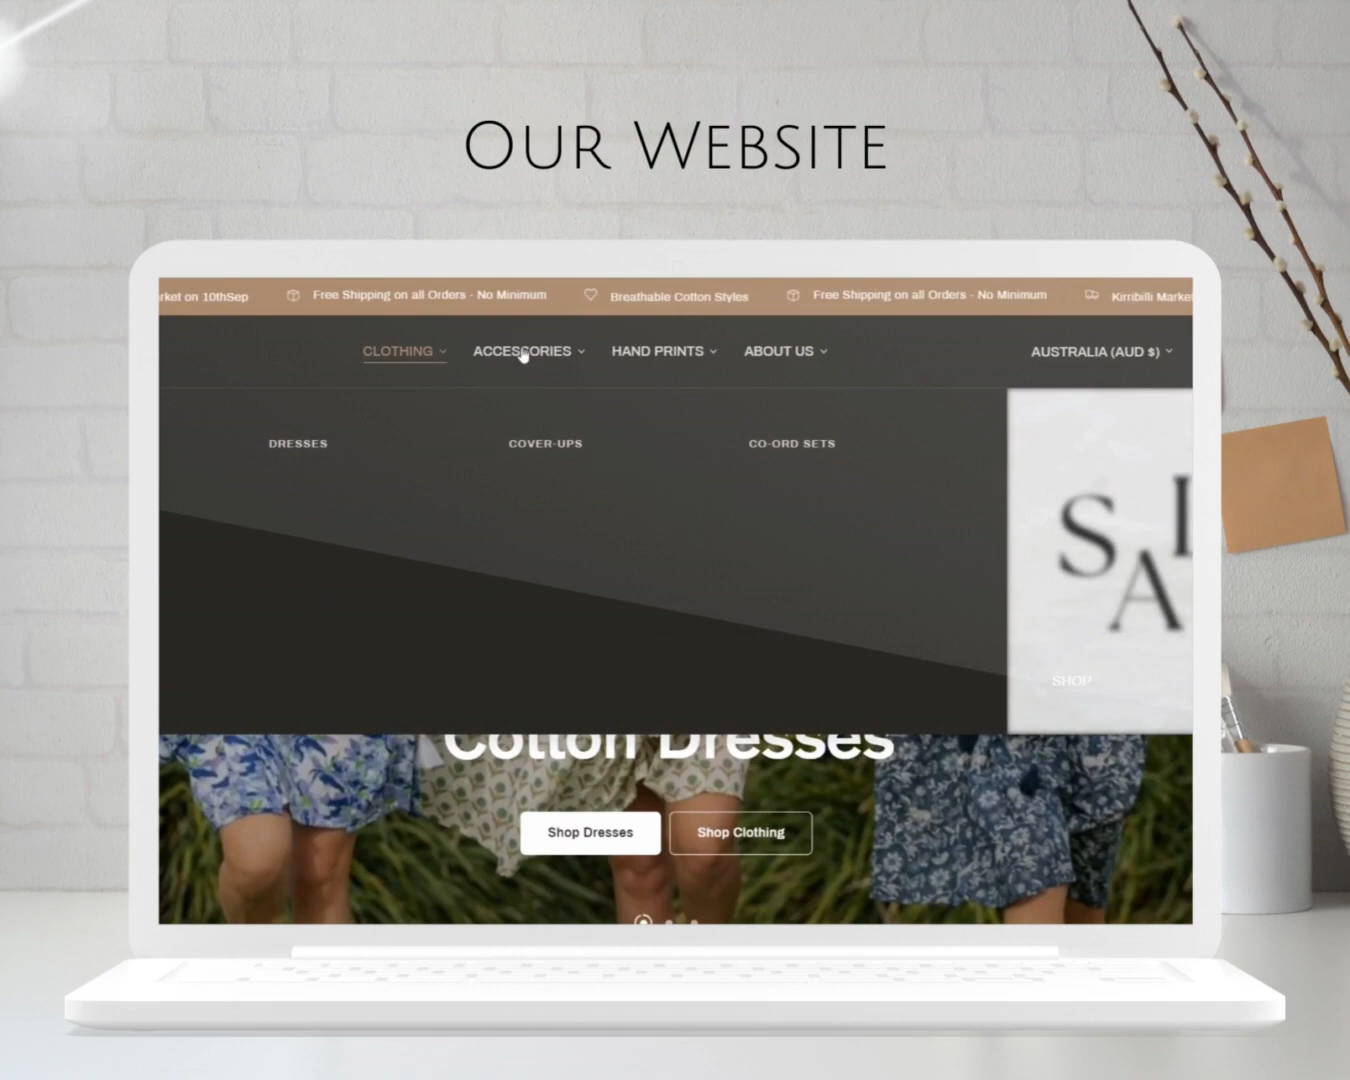 OUR WEBSITE
rket on 10thSep Free Shipping on all Orders - No Minimum Breathable Cotton Styles Free Shipping on all Orders - No Minimum Kirribilli Marke
CLOTHING ACCESSORIES HAND PRINTS ABOUT US AUSTRALIA (AUD $)
DRESSES COVER-UPS CO-ORD SETS
S
A
SHOP
Cotton Dresses
Shop Dresses Shop Clothing